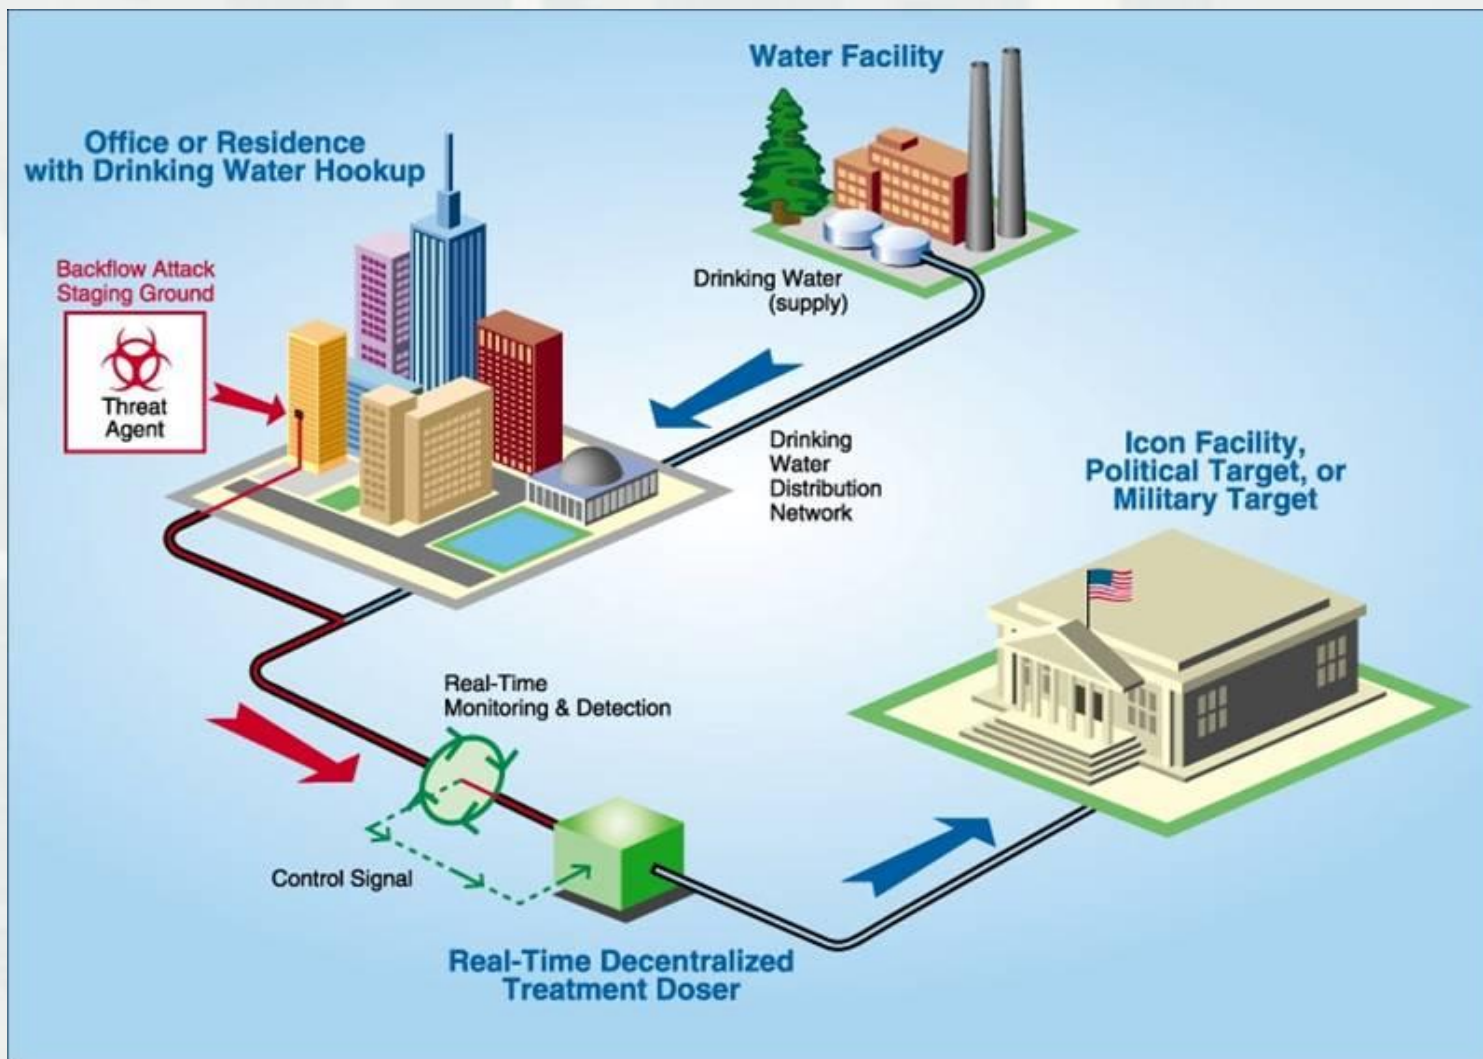 Water Facility
Office or Residence
with Drinking Water Hookup
Backflow Attack
Staging Ground
Threat
Agent
Drinking Water
(supply)
Drinking
Water
Distribution
Network
Icon Facility,
Political Target, or
Military Target
Real-Time
Monitoring & Detection
Control Signal
Real-Time Decentralized
Treatment Doser